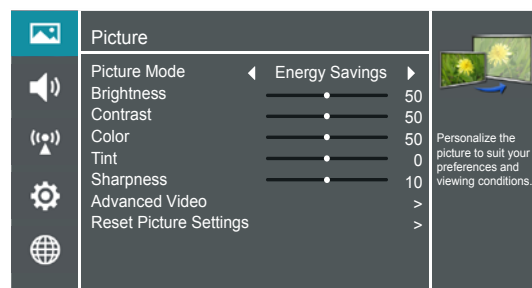 Picture
Picture Mode Energy Savings
Brightness 50
Contrast 50
Color 50
Tint 0
Sharpness 10
Advanced Video >
Reset Picture Settings >
Personalize the
picture to suit your
preferences and
viewing conditions.